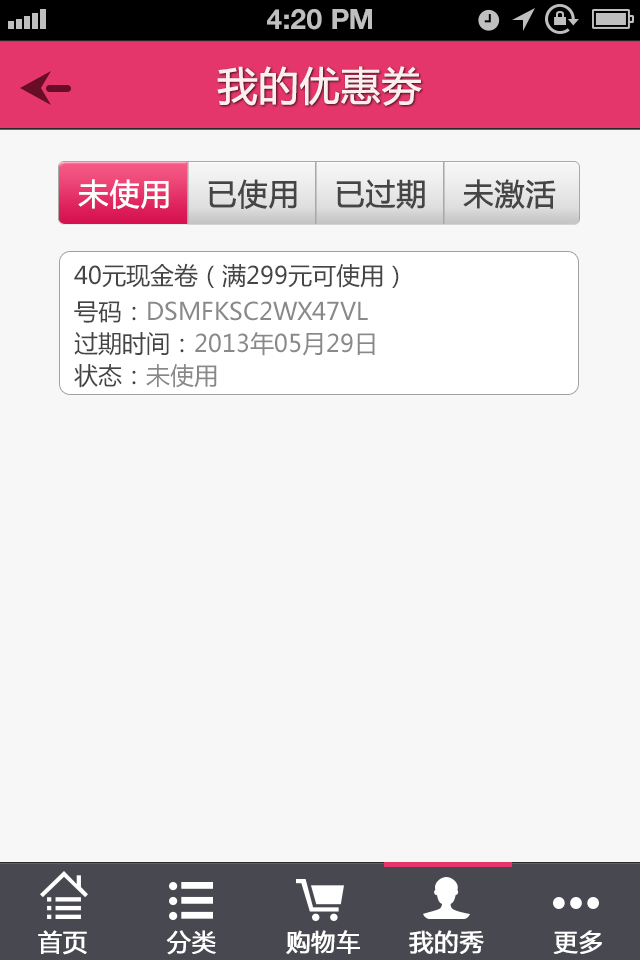 4:20 PM
我的优惠劵
未使用 已使用 已过期 未激活
40元现金卷（满299元可使用）
号码：DSMFKSC2WX47VL
过期时间：2013年05月29日
状态：未使用
首页 分类 购物车 我的秀 更多